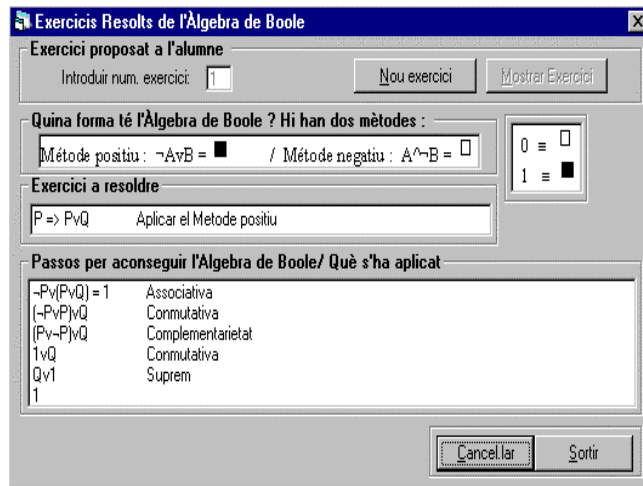 Exercicis Resolts de l'Àlgebra de Boole
Exercici proposat a l'alumne
Introduir num. exercici: 1 Nou exercici Mostrar Exercici
Quina forma té l'Àlgebra de Boole ? Hi han dos mètodes :
Métode positiu : ¬AvB = ■ / Métode negatiu : A^¬B = □
0 ≡ □
1 ≡ ■
Exercici a resoldre
P => PvQ Aplicar el Metode positiu
Passos per aconseguir l'Algebra de Boole/ Què s'ha aplicat
¬Pv(PvQ) = 1 Associativa
(¬PvP)vQ Conmutativa
(Pv¬P)vQ Complementarietat
1vQ Conmutativa
Qv1 Suprem
1
Cancel.lar Sortir